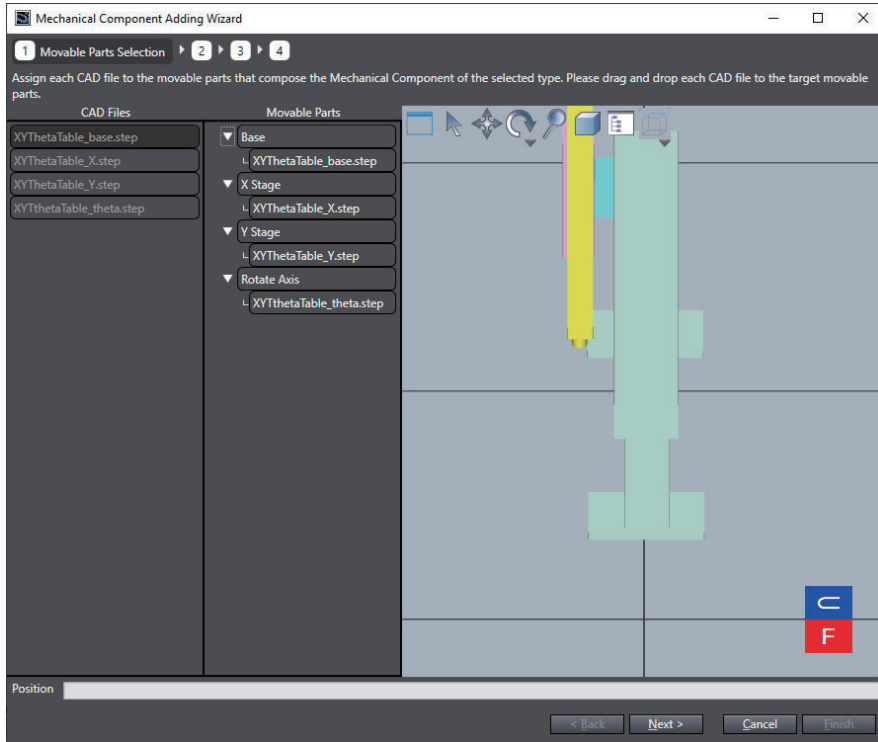 Mechanical Component Adding Wizard
1 Movable Parts Selection 2 3 4
Assign each CAD file to the movable parts that compose the Mechanical Component of the selected type. Please drag and drop each CAD file to the target movable
parts.
CAD Files
XYThetaTable_base.step
XYThetaTable_X.step
XYThetaTable_Y.step
XYTthetaTable_theta.step
Movable Parts
Base
XYThetaTable_base.step
X Stage
XYThetaTable_X.step
Y Stage
XYThetaTable_Y.step
Rotate Axis
XYTthetaTable_theta.step
U
F
Position
< Back Next > Cancel Finish